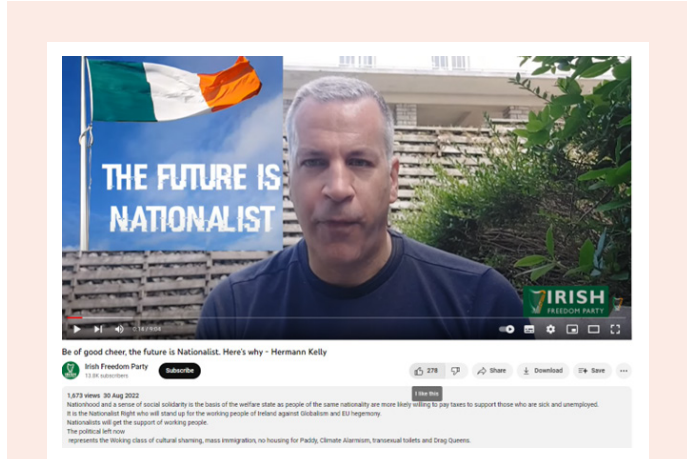 THE FUTURE IS
NATIONALIST
IRISH
FREEDOM PARTY
0:14 / 9:04
Be of good cheer, the future is Nationalist. Here's why - Hermann Kelly
Irish Freedom Party
13.8K subscribers
Subscribe
278
Share
Download
Save
I like this
1,673 views 30 Aug 2022
Nationhood and a sense of social solidarity is the basis of the welfare state as people of the same nationality are more likely willing to pay taxes to support those who are sick and unemployed.
It is the Nationalist Right who will stand up for the working people of Ireland against Globalism and EU hegemony.
Nationalists will get the support of working people.
The political left now
represents the Woking class of cultural shaming, mass immigration, no housing for Paddy, Climate Alarmism, transexual toilets and Drag Queens.